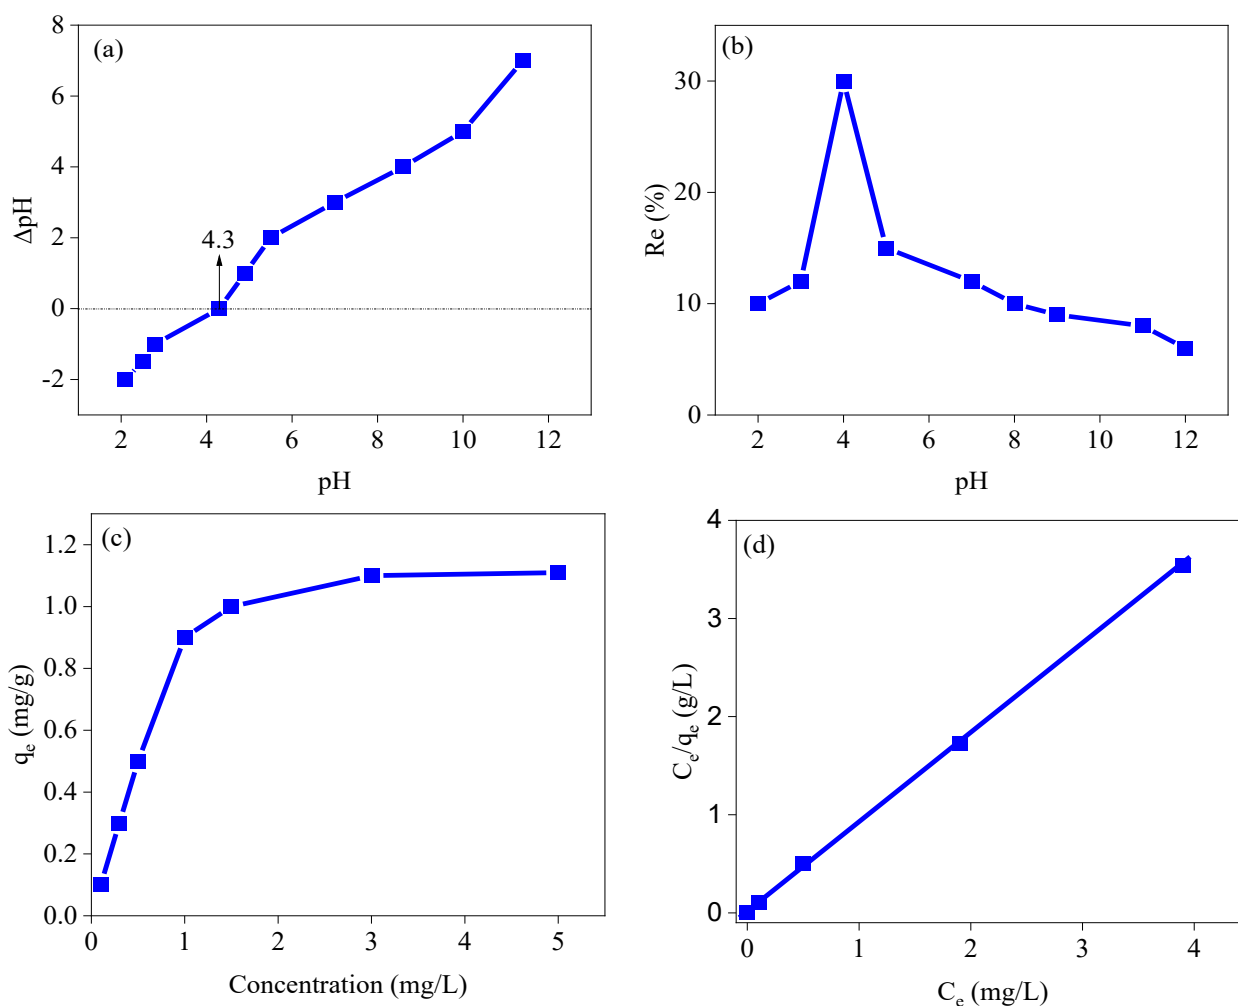 (a)
8
6
4
2
0
-2
ΔpH
4.3
2 4 6 8 10 12
pH
(b)
30
20
10
0
Re (%)
2 4 6 8 10 12
pH
(c)
1.2
1.0
0.8
0.6
0.4
0.2
0.0
qe (mg/g)
0 1 2 3 4 5
Concentration (mg/L)
(d)
4
3
2
1
0
Ce/qe (g/L)
0 1 2 3 4
Ce (mg/L)